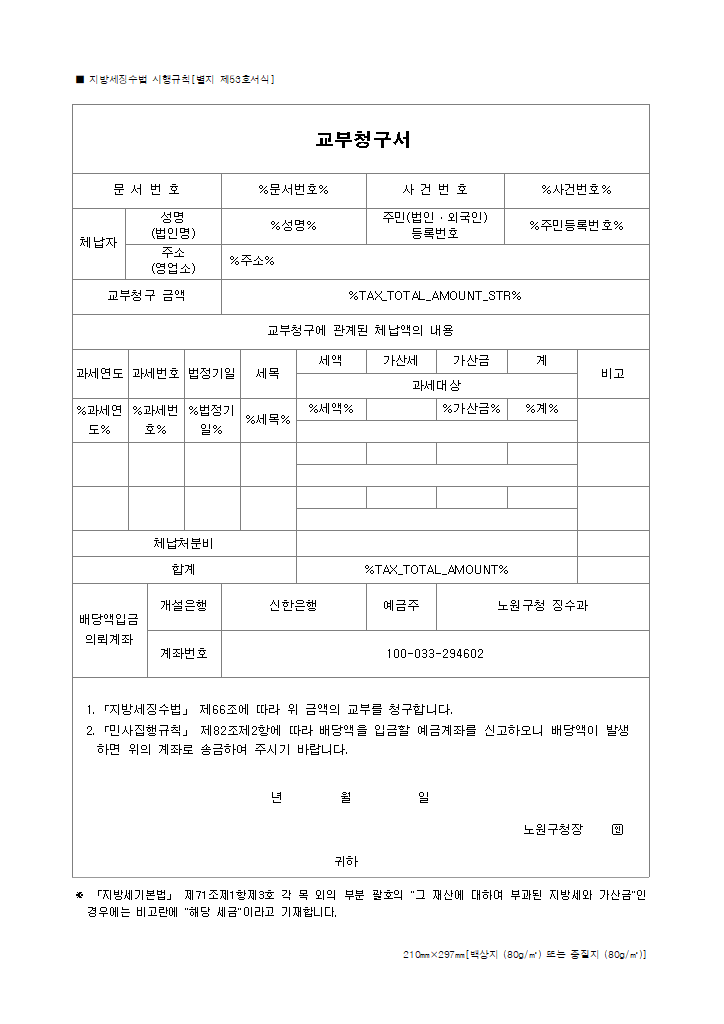 ■ 지방세징수법 시행규칙[별지 제53호서식]
교부청구서
문 서 번 호 %문서번호% 사 건 번 호 %사건번호%
체납자 성명 (법인명) %성명% 주민(법인·외국인) 등록번호 %주민등록번호%
주소 (영업소) %주소%
교부청구 금액 %TAX_TOTAL_AMOUNT_STR%
교부청구에 관계된 체납액의 내용
과세연도 과세번호 법정기일 세목 세액 가산세 가산금 계 비고
과세대상
%과세연도% %과세번호% %법정기일% %세목% %세액% %가산금% %계%
체납처분비
합계 %TAX_TOTAL_AMOUNT%
배당액입금 의뢰계좌 개설은행 신한은행 예금주 노원구청 징수과
계좌번호 100-033-294602
1. 「지방세징수법」 제66조에 따라 위 금액의 교부를 청구합니다.
2. 「민사집행규칙」 제82조제2항에 따라 배당액을 입금할 예금계좌를 신고하오니 배당액이 발생
하면 위의 계좌로 송금하여 주시기 바랍니다.
년 월 일
노원구청장 인
귀하
※ 「지방세기본법」 제71조제1항제3호 각 목 외의 부분 괄호의 "그 재산에 대하여 부과된 지방세와 가산금"인
경우에는 비고란에 "해당 세금"이라고 기재합니다.
210㎜×297㎜[백상지 (80g/㎡) 또는 중질지 (80g/㎡)]